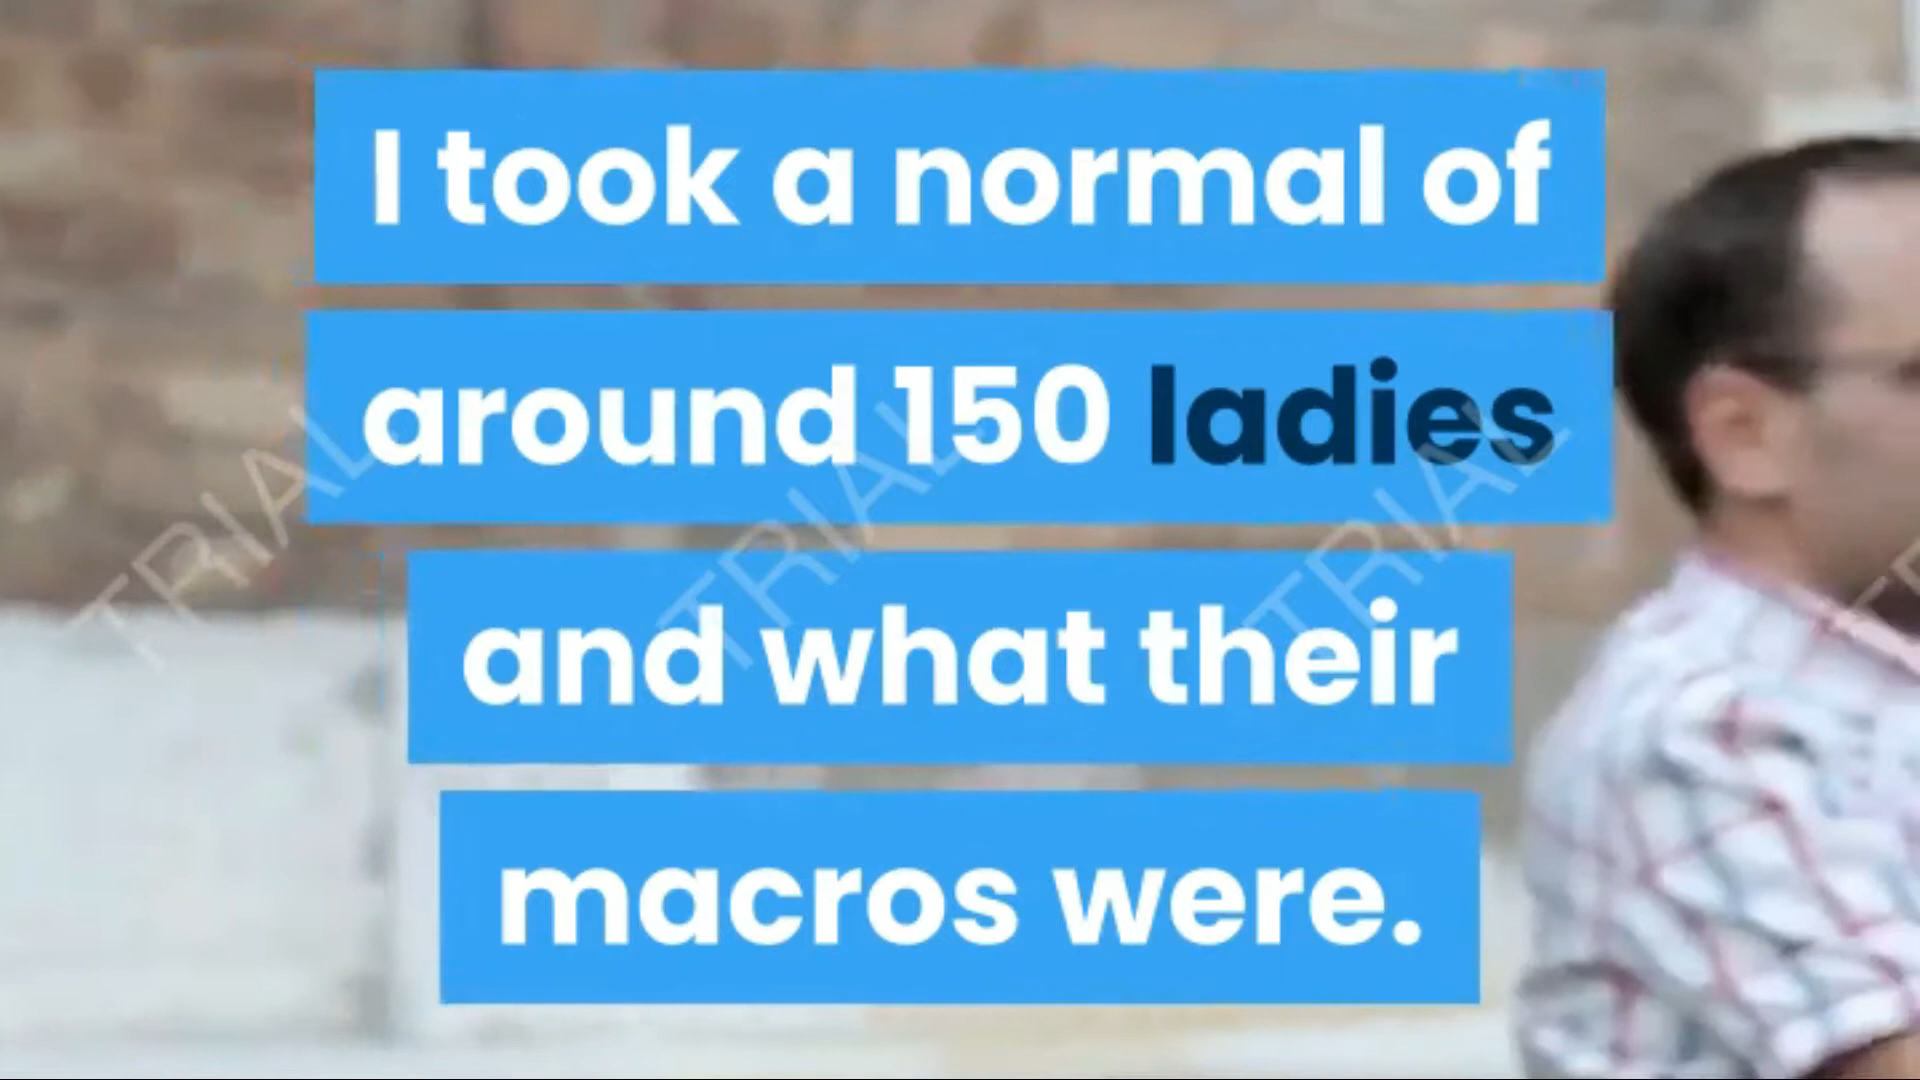 I took a normal of
around 150 ladies
and what their
macros were.
TRIAL TRIAL TRIAL